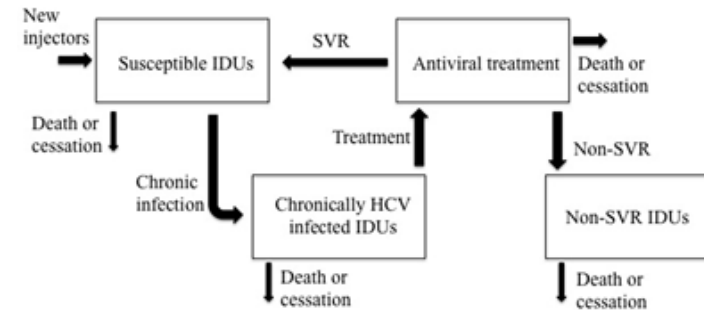 New
injectors
Susceptible IDUs
SVR
Antiviral treatment
Death or
cessation
Death or
cessation
Treatment
Non-SVR
Chronic
infection
Chronically HCV
infected IDUs
Non-SVR IDUs
Death or
cessation
Death or
cessation